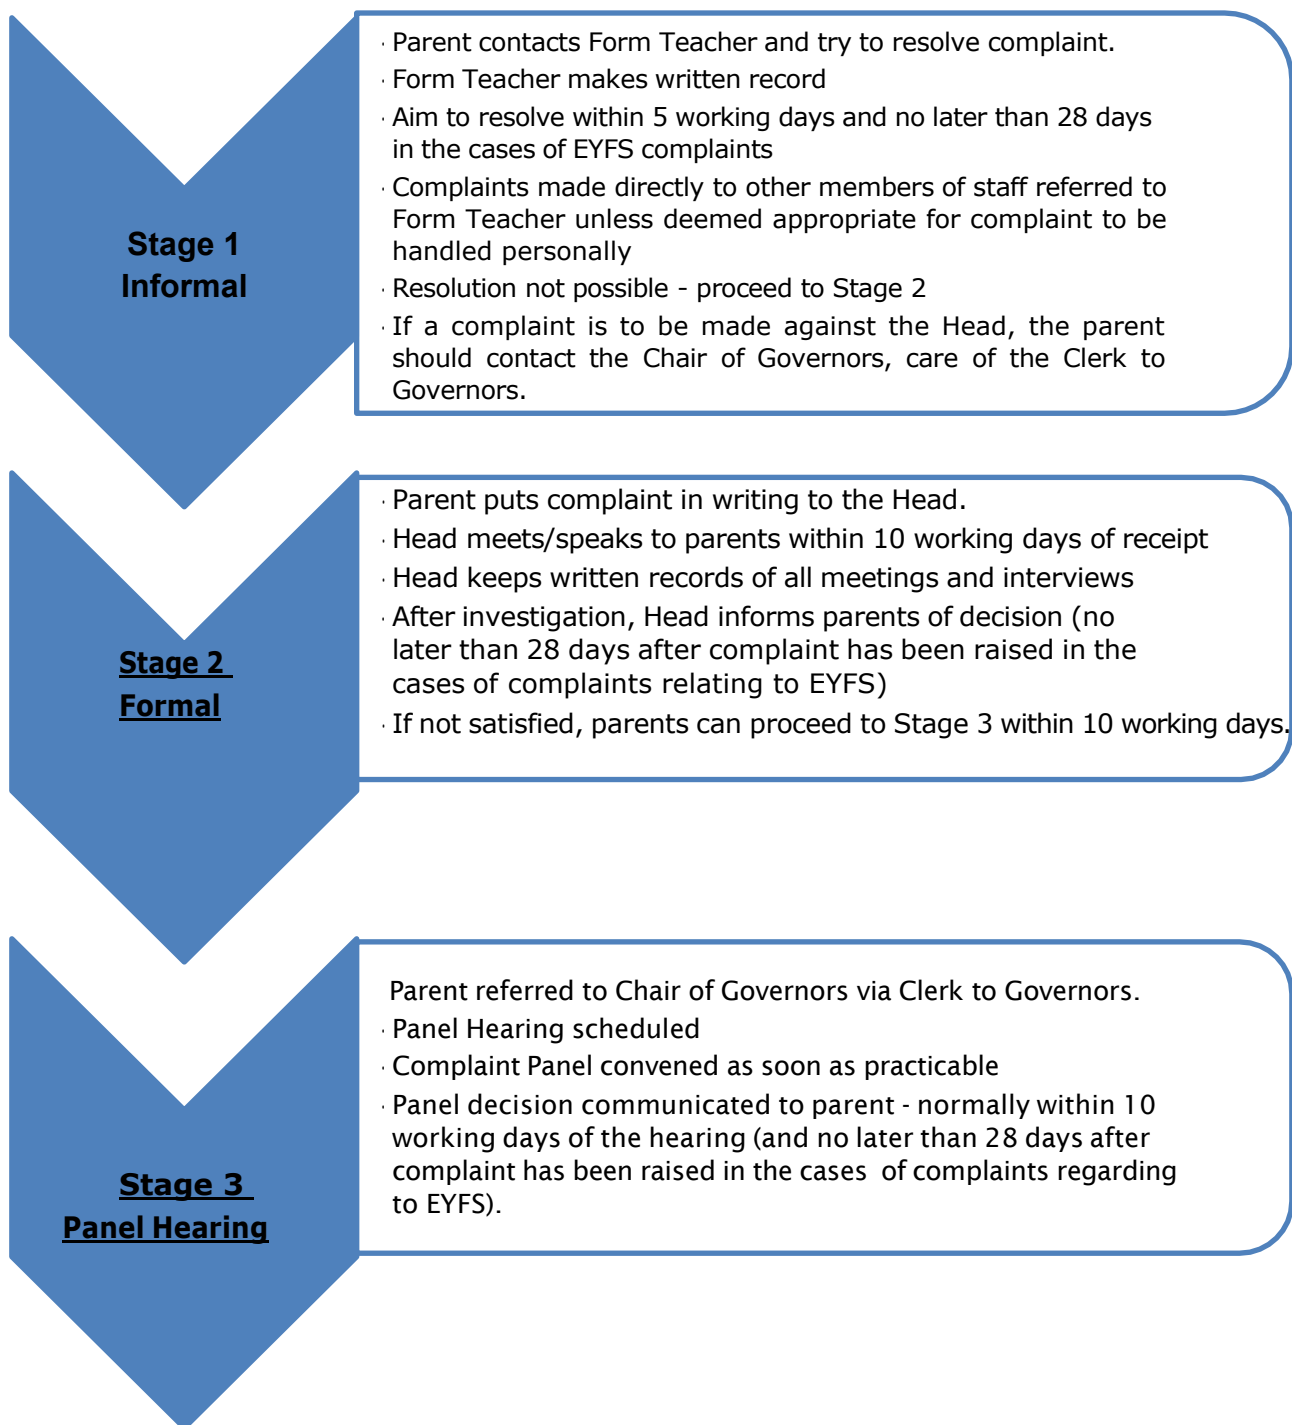 Stage 1
Informal
· Parent contacts Form Teacher and try to resolve complaint.
· Form Teacher makes written record
· Aim to resolve within 5 working days and no later than 28 days
in the cases of EYFS complaints
· Complaints made directly to other members of staff referred to
Form Teacher unless deemed appropriate for complaint to be
handled personally
· Resolution not possible - proceed to Stage 2
· If a complaint is to be made against the Head, the parent
should contact the Chair of Governors, care of the Clerk to
Governors.
Stage 2
Formal
· Parent puts complaint in writing to the Head.
· Head meets/speaks to parents within 10 working days of receipt
· Head keeps written records of all meetings and interviews
· After investigation, Head informs parents of decision (no
later than 28 days after complaint has been raised in the
cases of complaints relating to EYFS)
· If not satisfied, parents can proceed to Stage 3 within 10 working days.
Stage 3
Panel Hearing
Parent referred to Chair of Governors via Clerk to Governors.
· Panel Hearing scheduled
· Complaint Panel convened as soon as practicable
· Panel decision communicated to parent - normally within 10
working days of the hearing (and no later than 28 days after
complaint has been raised in the cases of complaints regarding
to EYFS).